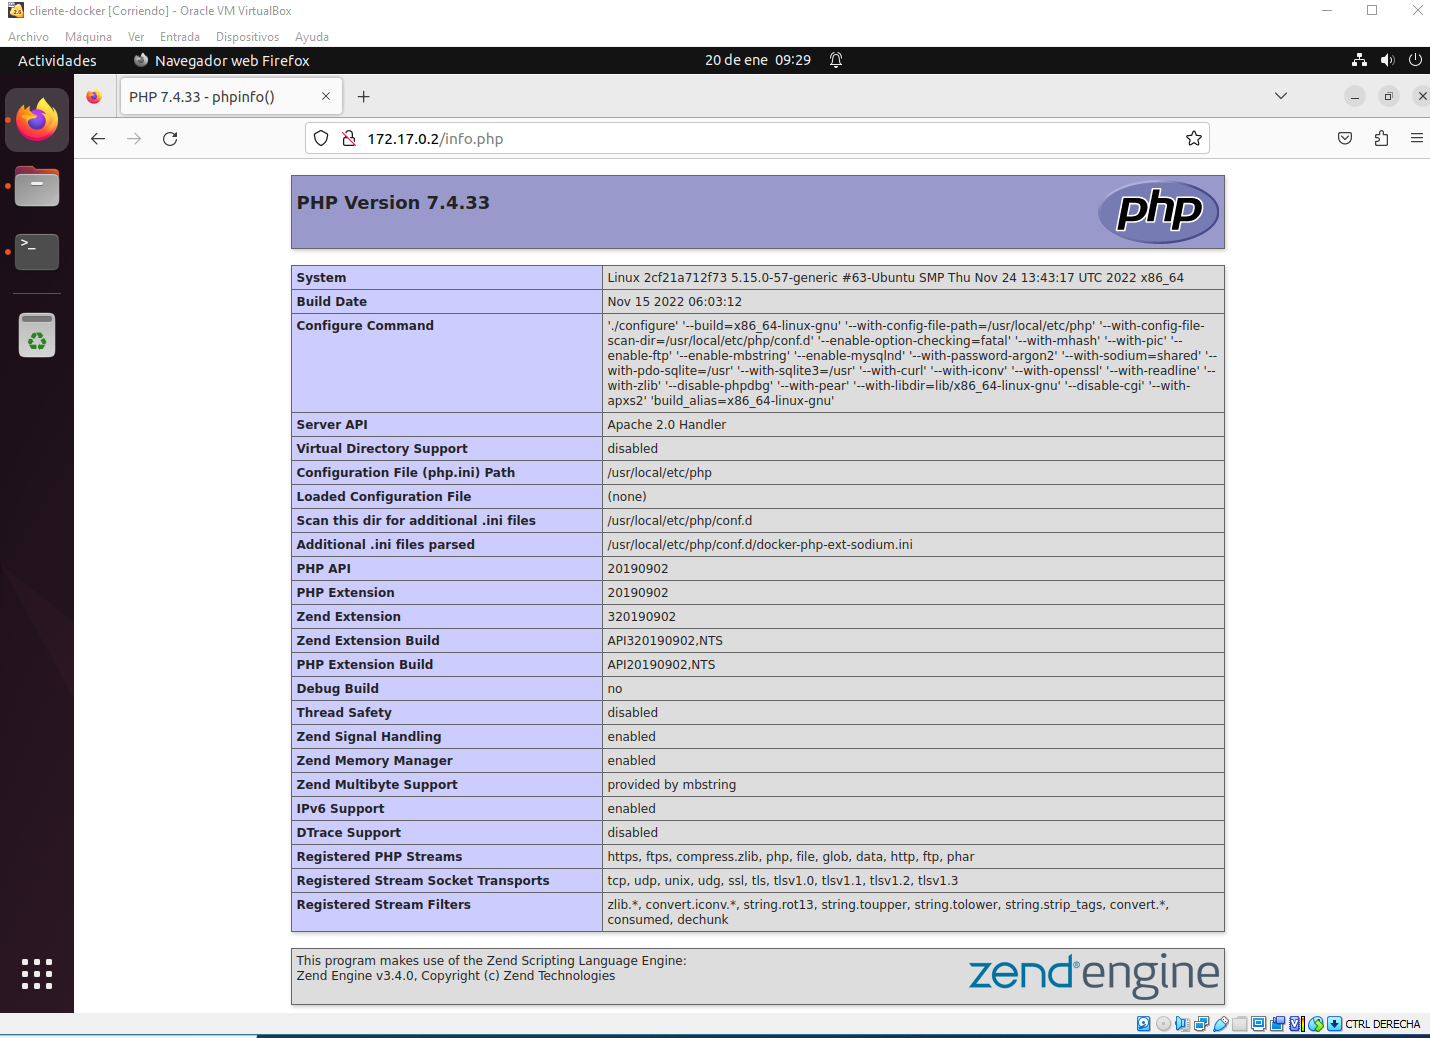 cliente-docker [Corriendo] - Oracle VM VirtualBox
Archivo Máquina Ver Entrada Dispositivos Ayuda
Actividades Navegador web Firefox 20 de ene 09:29
PHP 7.4.33 - phpinfo()
172.17.0.2/info.php
PHP Version 7.4.33
php
System Linux 2cf21a712f73 5.15.0-57-generic #63-Ubuntu SMP Thu Nov 24 13:43:17 UTC 2022 x86_64
Build Date Nov 15 2022 06:03:12
Configure Command './configure' '--build=x86_64-linux-gnu' '--with-config-file-path=/usr/local/etc/php' '--with-config-file-
scan-dir=/usr/local/etc/php/conf.d' '--enable-option-checking=fatal' '--with-mhash' '--with-pic' '--
enable-ftp' '--enable-mbstring' '--enable-mysqlnd' '--with-password-argon2' '--with-sodium=shared' '--
with-pdo-sqlite=/usr' '--with-sqlite3=/usr' '--with-curl' '--with-iconv' '--with-openssl' '--with-readline' '--
with-zlib' '--disable-phpdbg' '--with-pear' '--with-libdir=lib/x86_64-linux-gnu' '--disable-cgi' '--with-
apxs2' 'build_alias=x86_64-linux-gnu'
Server API Apache 2.0 Handler
Virtual Directory Support disabled
Configuration File (php.ini) Path /usr/local/etc/php
Loaded Configuration File (none)
Scan this dir for additional .ini files /usr/local/etc/php/conf.d
Additional .ini files parsed /usr/local/etc/php/conf.d/docker-php-ext-sodium.ini
PHP API 20190902
PHP Extension 20190902
Zend Extension 320190902
Zend Extension Build API320190902,NTS
PHP Extension Build API20190902,NTS
Debug Build no
Thread Safety disabled
Zend Signal Handling enabled
Zend Memory Manager enabled
Zend Multibyte Support provided by mbstring
IPv6 Support enabled
DTrace Support disabled
Registered PHP Streams https, ftps, compress.zlib, php, file, glob, data, http, ftp, phar
Registered Stream Socket Transports tcp, udp, unix, udg, ssl, tls, tlsv1.0, tlsv1.1, tlsv1.2, tlsv1.3
Registered Stream Filters zlib.*, convert.iconv.*, string.rot13, string.toupper, string.tolower, string.strip_tags, convert.*,
consumed, dechunk
This program makes use of the Zend Scripting Language Engine:
Zend Engine v3.4.0, Copyright (c) Zend Technologies
zend® engine
CTRL DERECHA